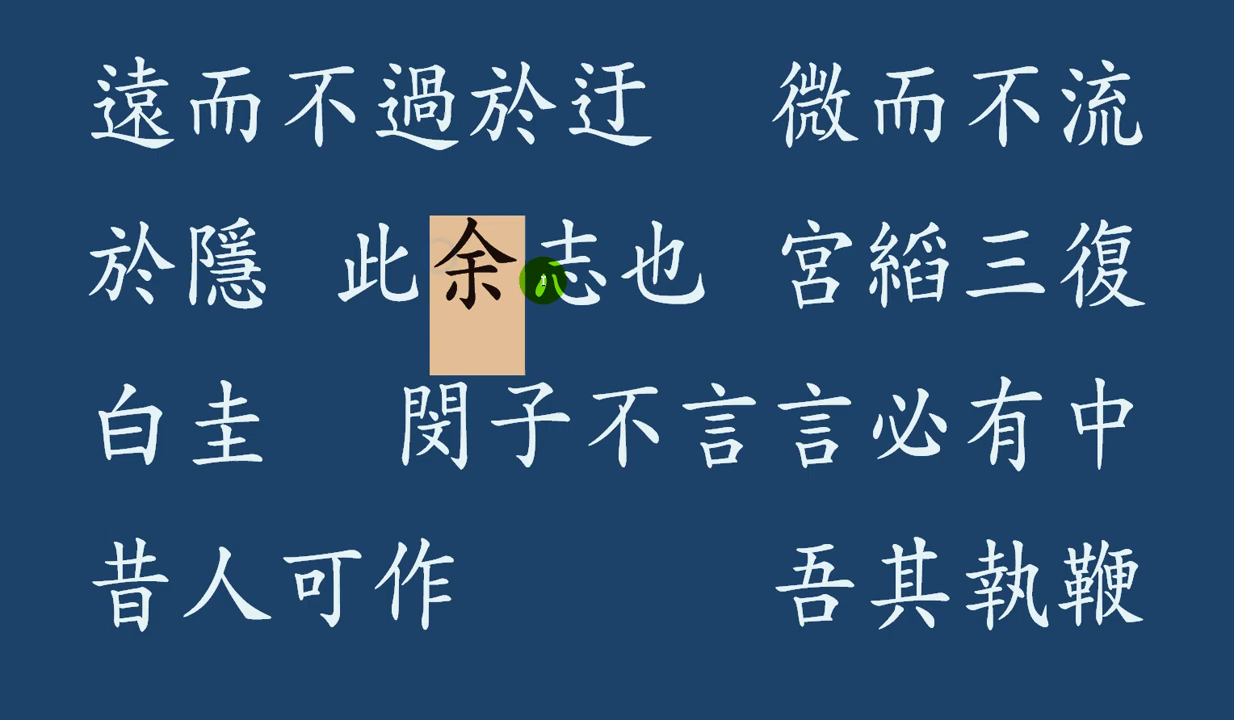 遠而不過於迂 微而不流
於隱 此余志也 宮縚三復
白圭 閔子不言言必有中
昔人可作 吾其執鞭